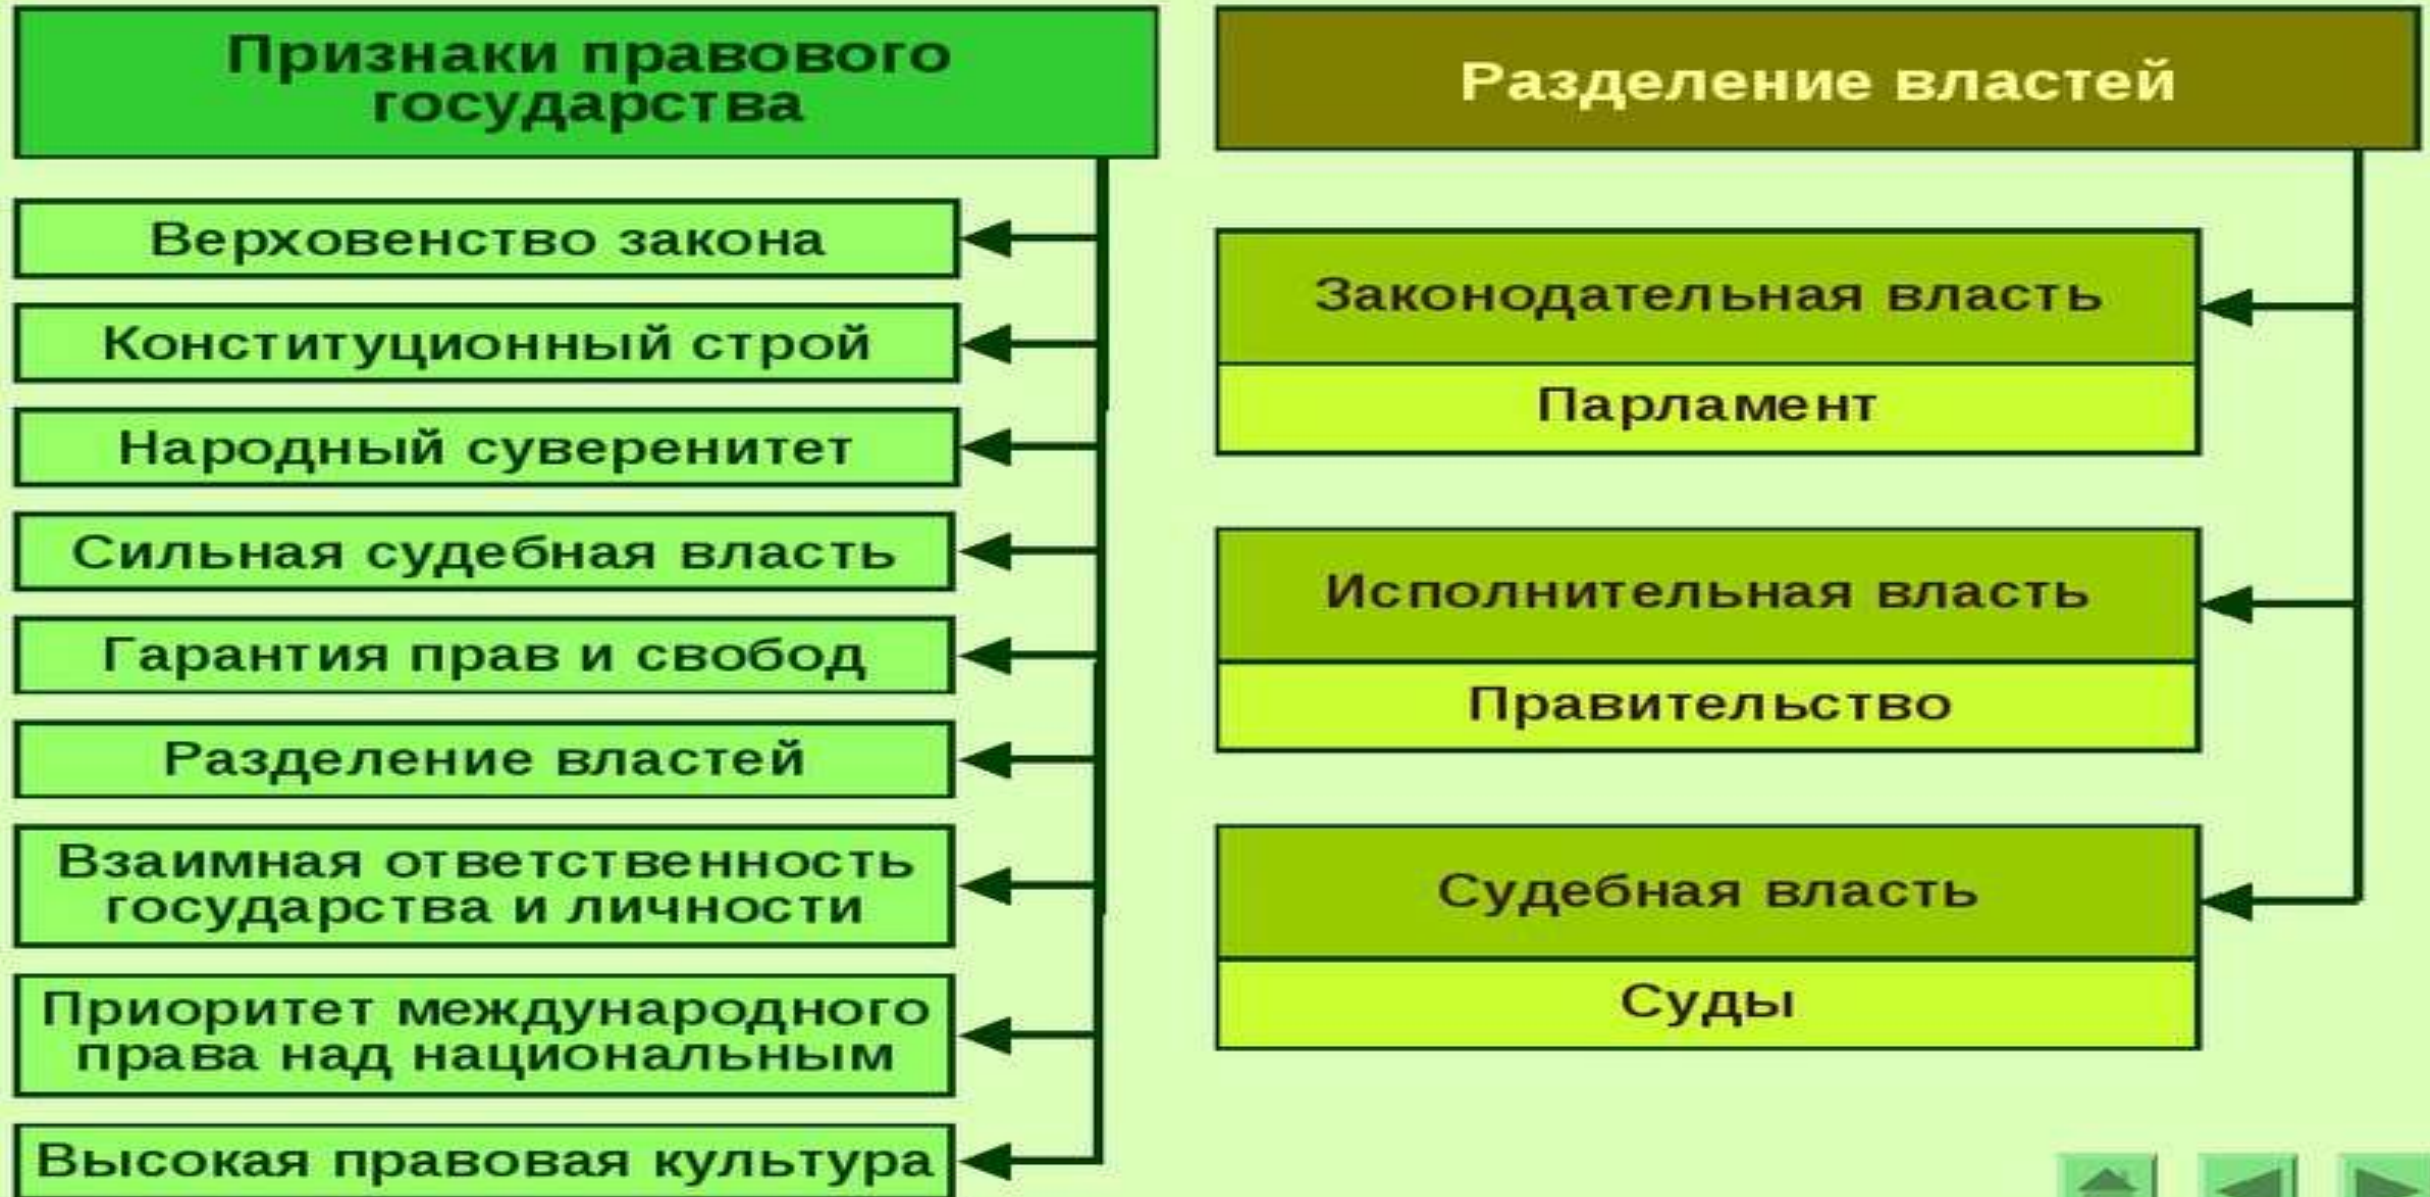 Признаки правового
государства
Верховенство закона
Конституционный строй
Народный суверенитет
Сильная судебная власть
Гарантия прав и свобод
Разделение властей
Взаимная ответственность
государства и личности
Приоритет международного
права над национальным
Высокая правовая культура
Разделение властей
Законодательная власть
Парламент
Исполнительная власть
Правительство
Судебная власть
Суды